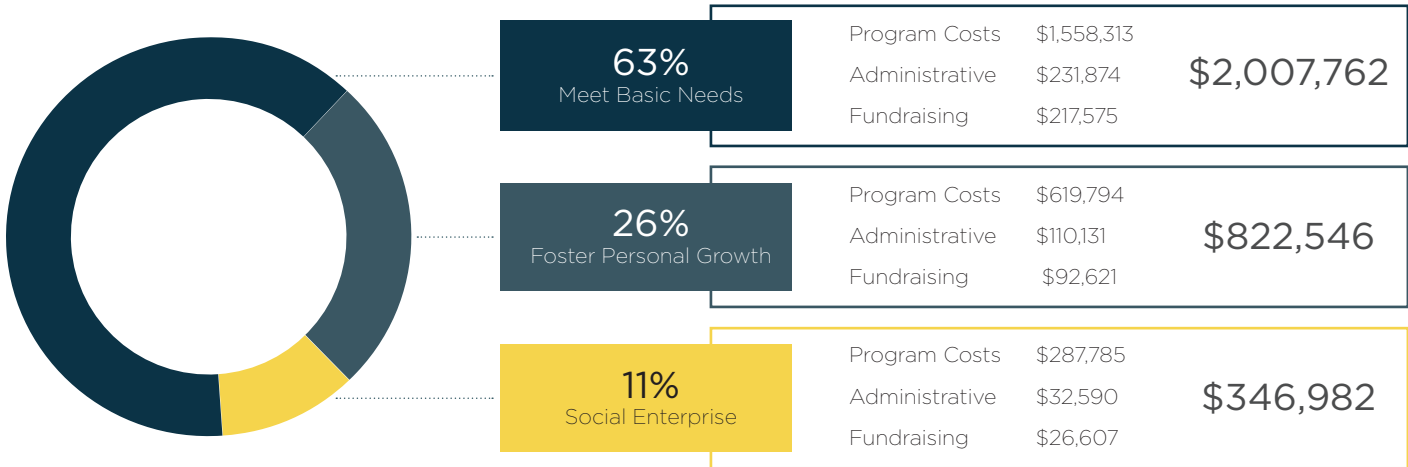 63%
Meet Basic Needs
Program Costs $1,558,313
Administrative $231,874
Fundraising $217,575
$2,007,762
26%
Foster Personal Growth
Program Costs $619,794
Administrative $110,131
Fundraising $92,621
$822,546
11%
Social Enterprise
Program Costs $287,785
Administrative $32,590
Fundraising $26,607
$346,982